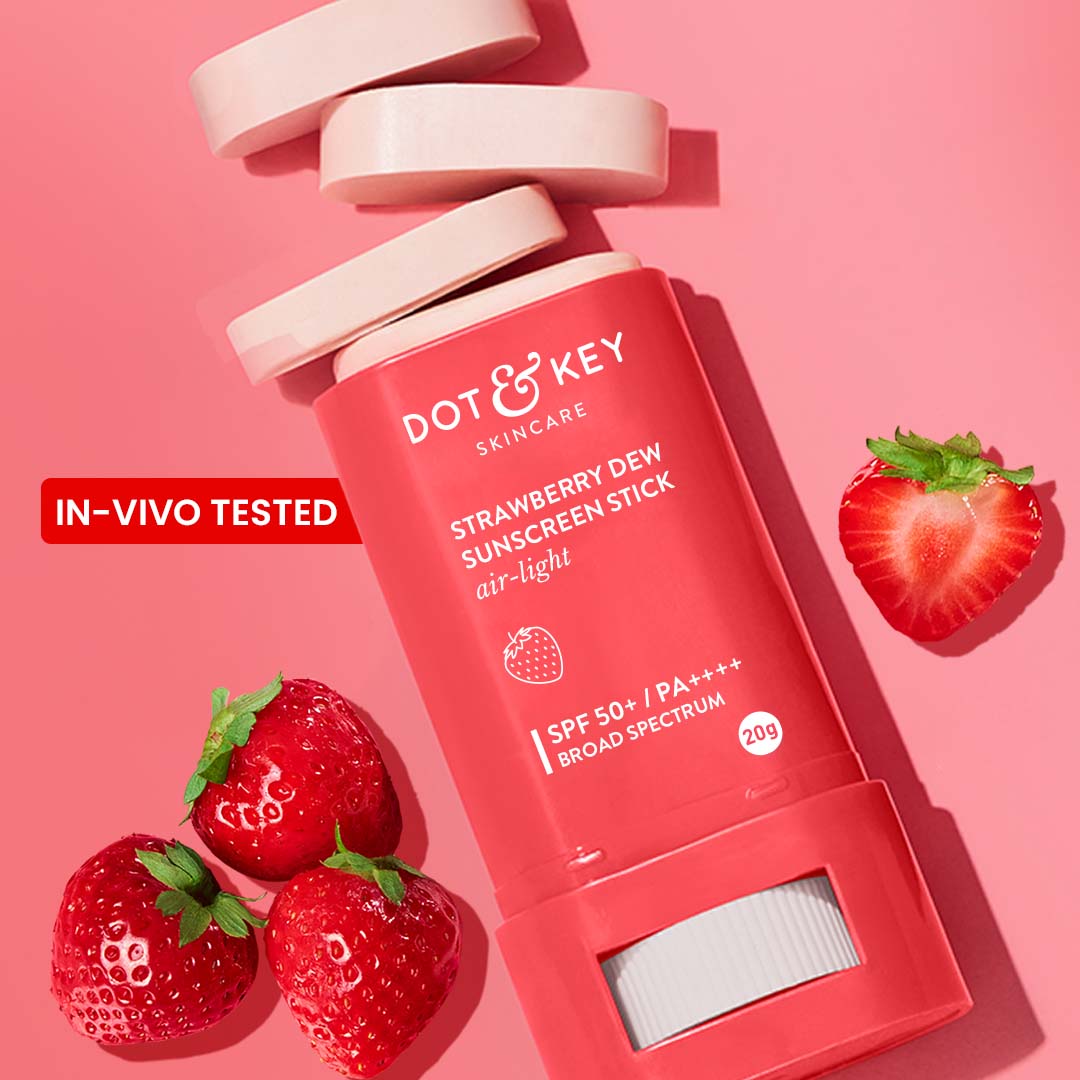 DOT & KEY
SKINCARE
STRAWBERRY DEW
SUNSCREEN STICK
air-light
IN-VIVO TESTED
SPF 50+ / PA++++
BROAD SPECTRUM
20g